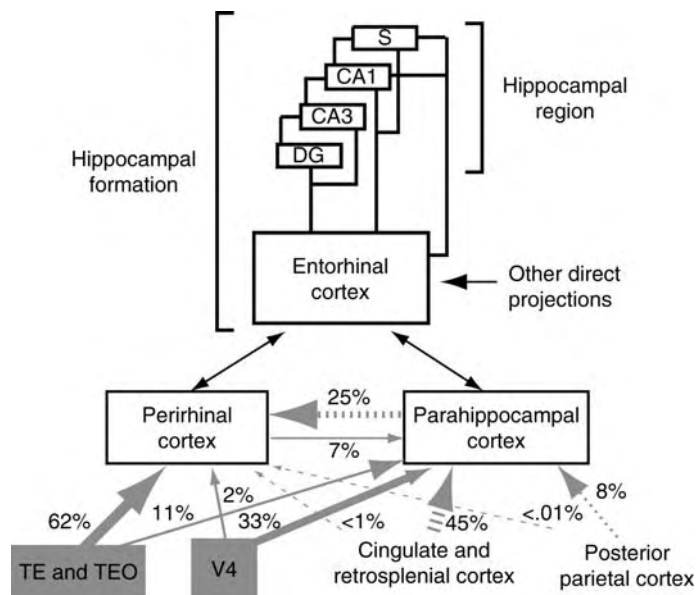 S
CA1
Hippocampal
region
CA3
Hippocampal
formation
DG
Entorhinal
cortex
Other direct
projections
25%
Perirhinal
cortex
Parahippocampal
cortex
7%
62%
11%
2%
33%
<1%
45%
<.01%
8%
TE and TEO
V4
Cingulate and
retrosplenial cortex
Posterior
parietal cortex